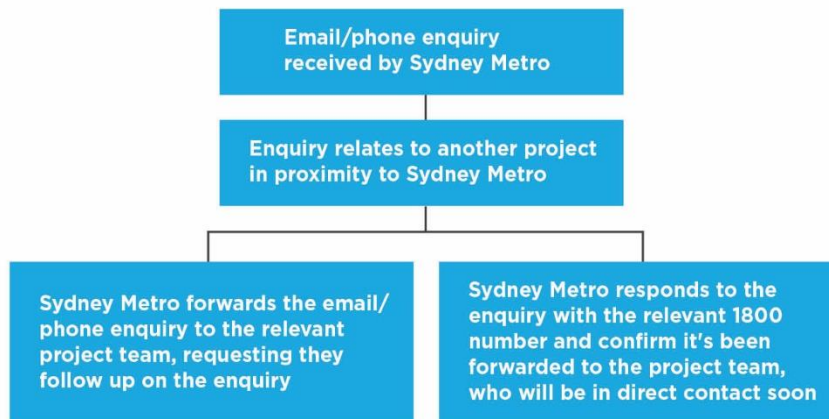 Email/phone enquiry
received by Sydney Metro
Enquiry relates to another project
in proximity to Sydney Metro
Sydney Metro forwards the email/
phone enquiry to the relevant
project team, requesting they
follow up on the enquiry
Sydney Metro responds to the
enquiry with the relevant 1800
number and confirm it's been
forwarded to the project team,
who will be in direct contact soon